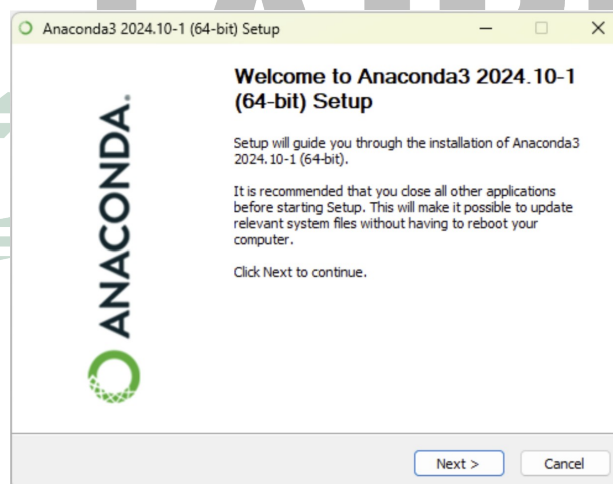 Anaconda3 2024.10-1 (64-bit) Setup
Welcome to Anaconda3 2024.10-1
(64-bit) Setup
Setup will guide you through the installation of Anaconda3
2024.10-1 (64-bit).
It is recommended that you close all other applications
before starting Setup. This will make it possible to update
relevant system files without having to reboot your
computer.
Click Next to continue.
ANACONDA.
Next >
Cancel